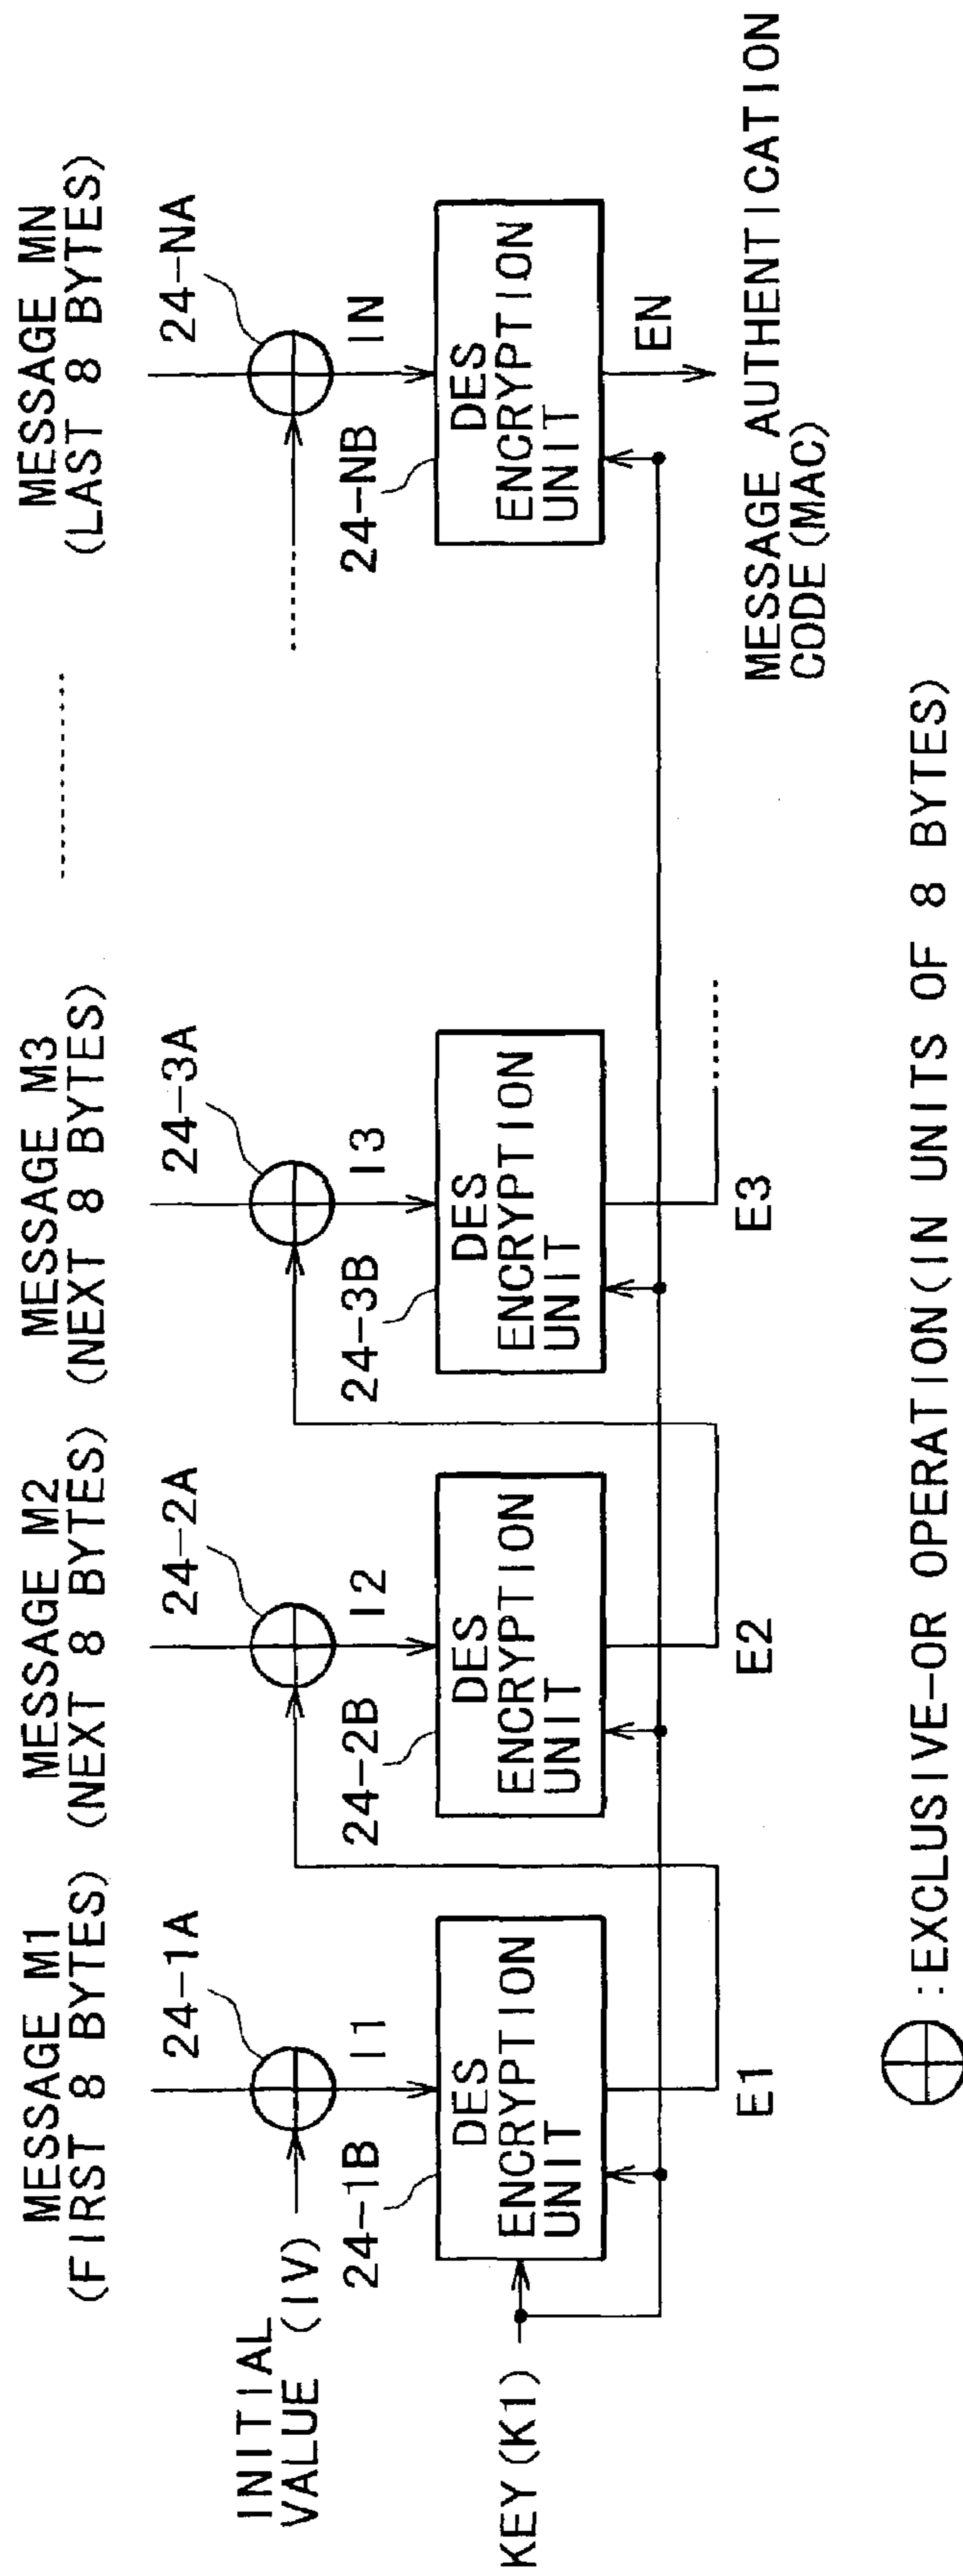 MESSAGE M1
(FIRST 8 BYTES)
MESSAGE M2
(NEXT 8 BYTES)
MESSAGE M3
(NEXT 8 BYTES)
MESSAGE MN
(LAST 8 BYTES)
24-1A
24-2A
24-3A
24-NA
INITIAL
VALUE (IV)
I1
I2
I3
IN
24-1B
24-2B
24-3B
24-NB
KEY(K1)
DES
ENCRYPTION
UNIT
DES
ENCRYPTION
UNIT
DES
ENCRYPTION
UNIT
DES
ENCRYPTION
UNIT
E1
E2
E3
EN
MESSAGE AUTHENTICATION
CODE(MAC)
:EXCLUSIVE-OR OPERATION(IN UNITS OF 8 BYTES)